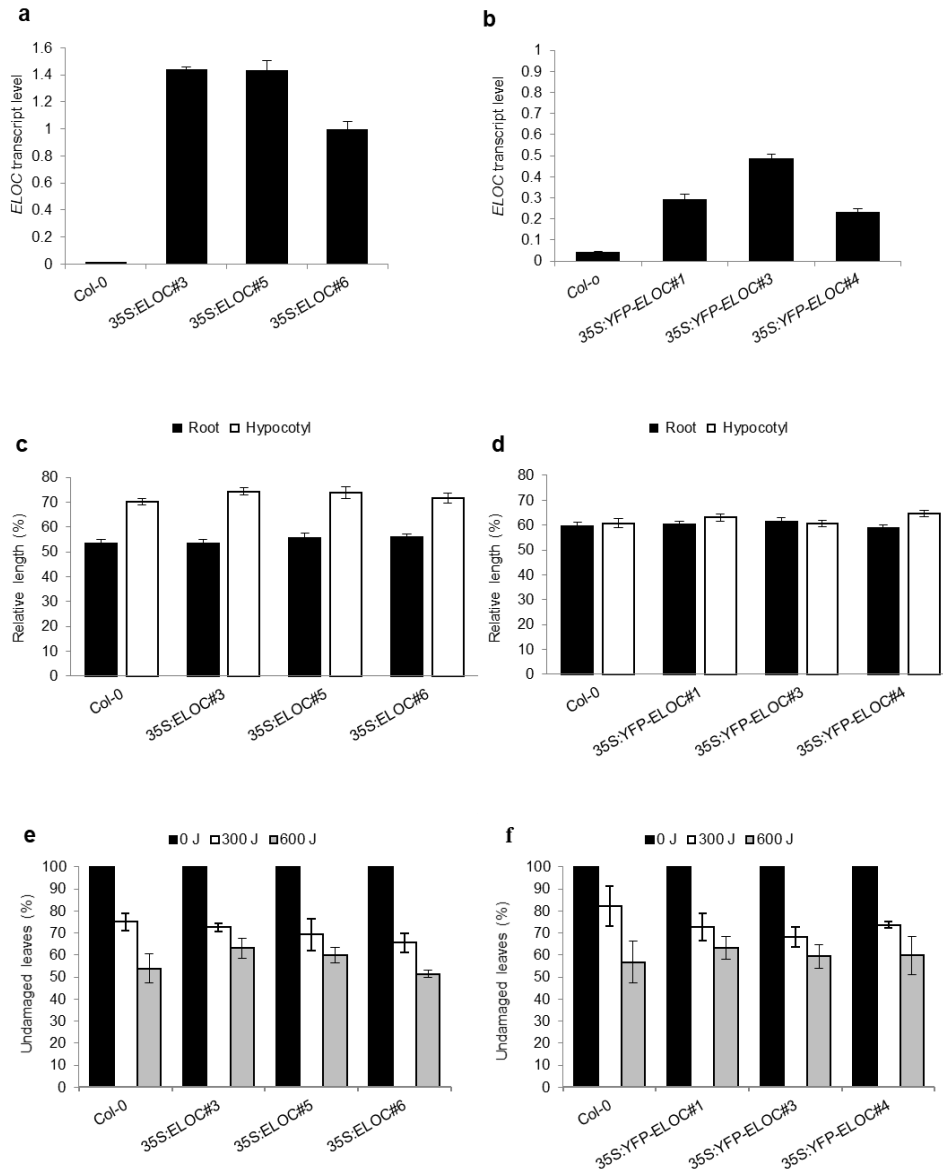 a
ELOC transcript level
1.6
1.4
1.2
1
0.8
0.6
0.4
0.2
0
Col-0
35S:ELOC#3
35S:ELOC#5
35S:ELOC#6
b
ELOC transcript level
1
0.9
0.8
0.7
0.6
0.5
0.4
0.3
0.2
0.1
0
Col-o
35S:YFP-ELOC#1
35S:YFP-ELOC#3
35S:YFP-ELOC#4
c
Root Hypocotyl
Relative length (%)
80
70
60
50
40
30
20
10
0
Col-0
35S:ELOC#3
35S:ELOC#5
35S:ELOC#6
d
Root Hypocotyl
Relative length (%)
80
70
60
50
40
30
20
10
0
Col-0
35S:YFP-ELOC#1
35S:YFP-ELOC#3
35S:YFP-ELOC#4
e
0 J 300 J 600 J
Undamaged leaves (%)
100
90
80
70
60
50
40
30
20
10
0
Col-0
35S:ELOC#3
35S:ELOC#5
35S:ELOC#6
f
0 J 300 J 600 J
Undamaged leaves (%)
100
90
80
70
60
50
40
30
20
10
0
Col-0
35S:YFP-ELOC#1
35S:YFP-ELOC#3
35S:YFP-ELOC#4